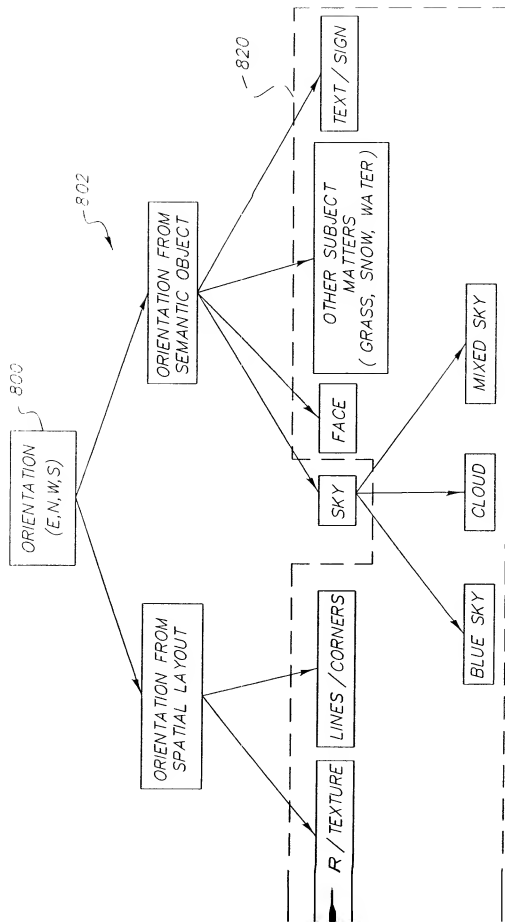 ORIENTATION
(E,N,W,S)
800
802
ORIENTATION FROM
SPATIAL LAYOUT
ORIENTATION FROM
SEMANTIC OBJECT
820
R / TEXTURE
LINES / CORNERS
SKY
FACE
OTHER SUBJECT
MATTERS
( GRASS, SNOW, WATER )
TEXT / SIGN
BLUE SKY
CLOUD
MIXED SKY